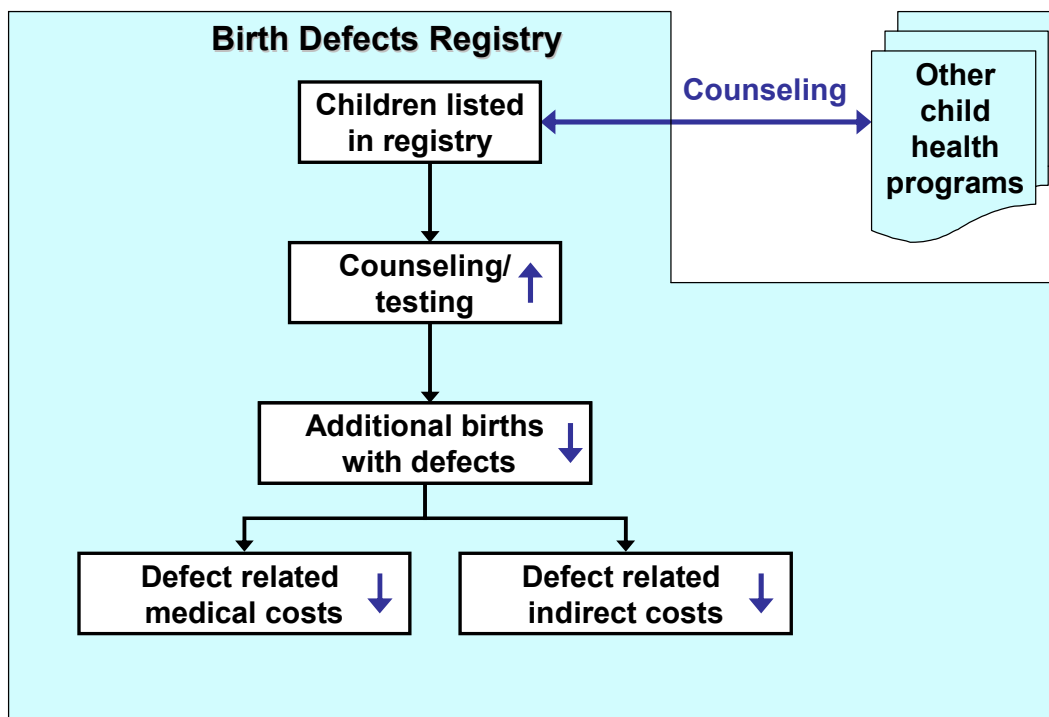 Birth Defects Registry
Children listed
in registry
Counseling
Other
child
health
programs
Counseling/
testing
Additional births
with defects
Defect related
medical costs
Defect related
indirect costs